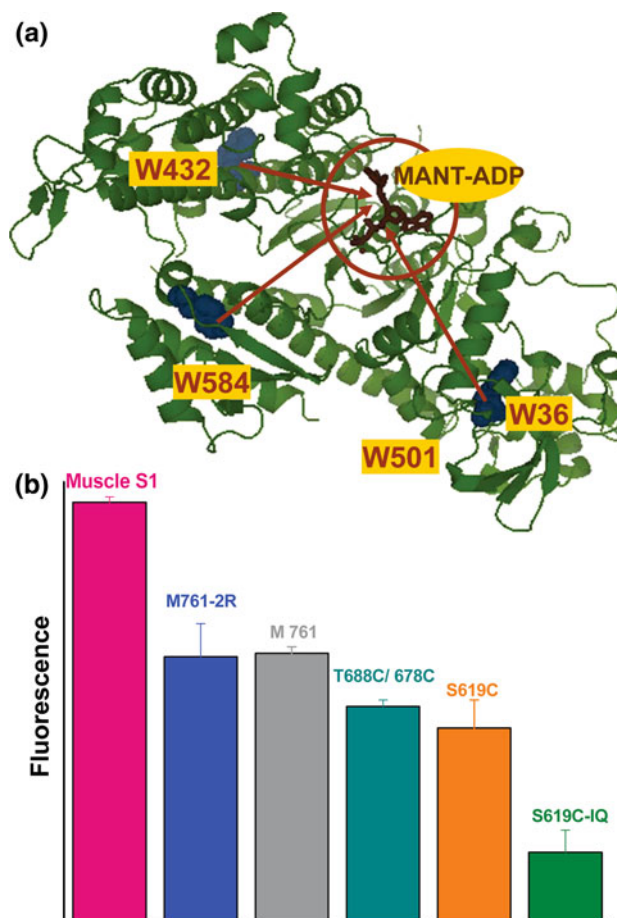 (a)
W432
MANT-ADP
W584
W36
W501
(b)
Muscle S1
M761-2R
M 761
T688C/ 678C
S619C
S619C-IQ
Fluorescence